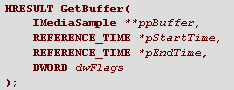 HRESULT GetBuffer(
IMediaSample **ppBuffer,
REFERENCE_TIME *pStartTime,
REFERENCE_TIME *pEndTime,
DWORD dwFlags
);